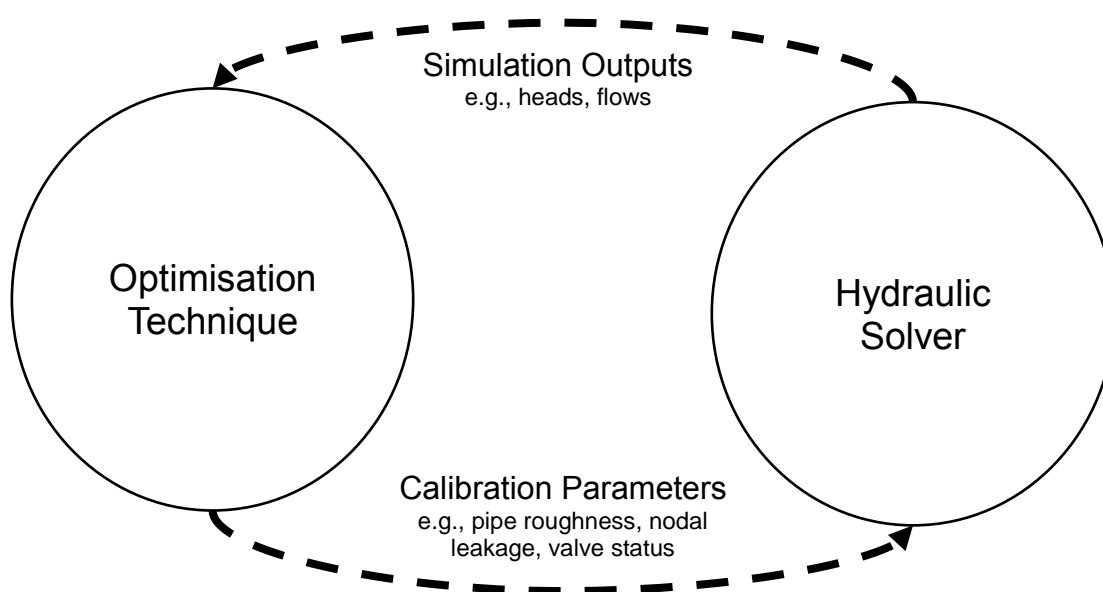 Simulation Outputs
e.g., heads, flows
Optimisation
Technique
Hydraulic
Solver
Calibration Parameters
e.g., pipe roughness, nodal
leakage, valve status